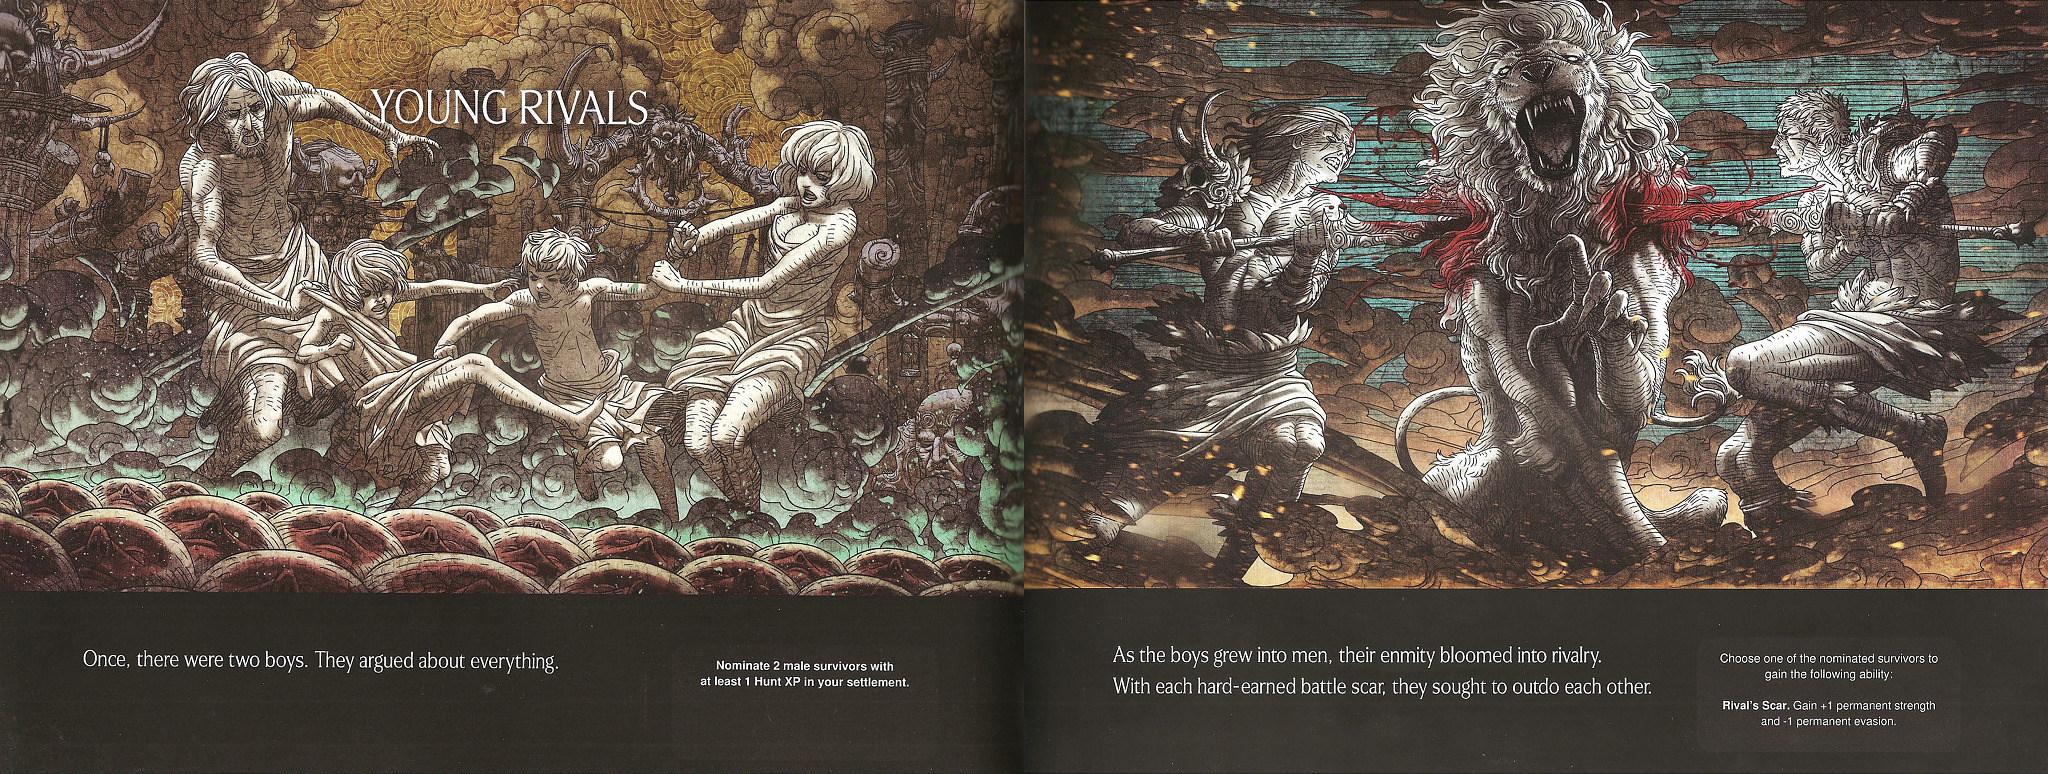 YOUNG RIVALS
Once, there were two boys. They argued about everything.
Nominate 2 male survivors with
at least 1 Hunt XP in your settlement.
As the boys grew into men, their enmity bloomed into rivalry.
With each hard-earned battle scar, they sought to outdo each other.
Choose one of the nominated survivors to
gain the following ability:
Rival's Scar. Gain +1 permanent strength
and -1 permanent evasion.